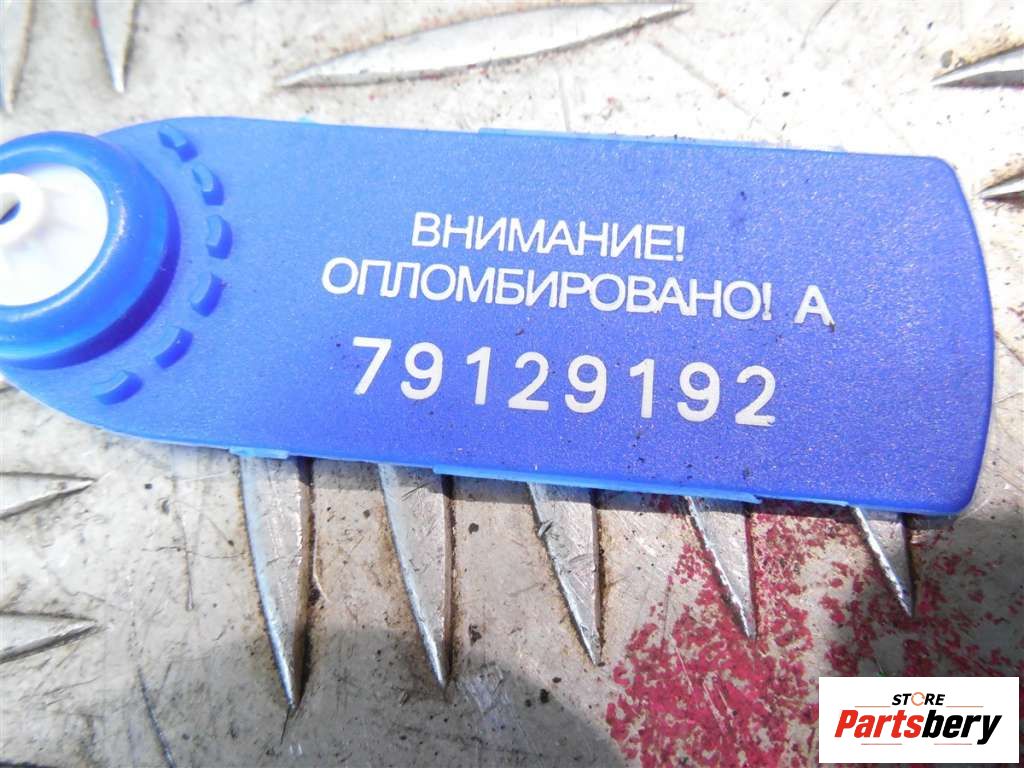 ВНИМАНИЕ!
ОПЛОМБИРОВАНО! А
79129192
STORE
Partsbery